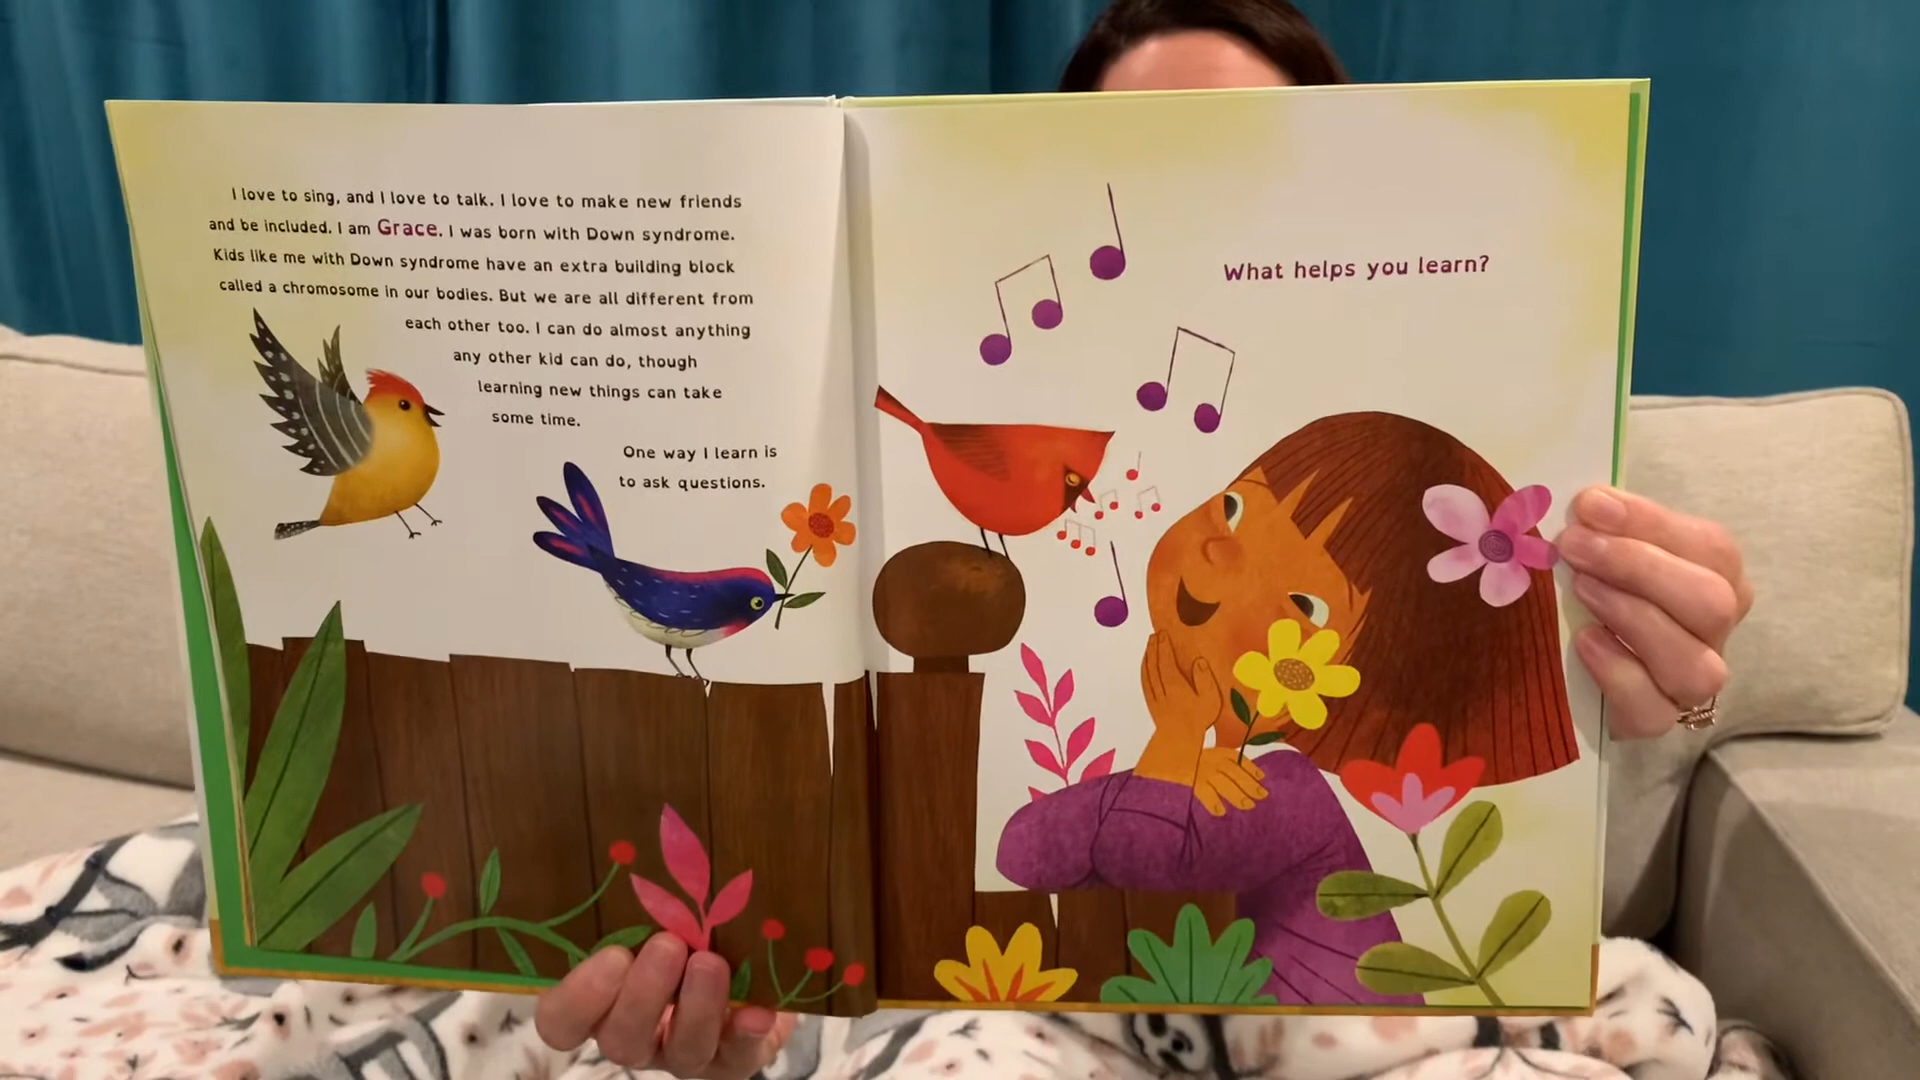 I love to sing, and I love to talk. I love to make new friends
and be included. I am Grace. I was born with Down syndrome.
Kids like me with Down syndrome have an extra building block
called a chromosome in our bodies. But we are all different from
each other too. I can do almost anything
any other kid can do, though
learning new things can take
some time.
One way I learn is
to ask questions.
What helps you learn?